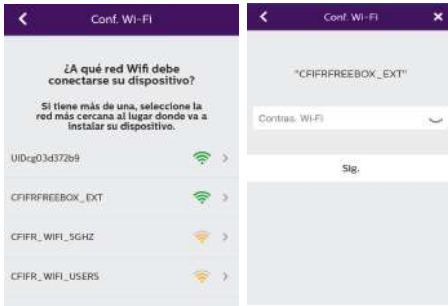 Conf. Wi-Fi
¿A qué red Wifi debe
conectarse su dispositivo?
Si tiene más de una, seleccione la
red más cercana al lugar donde va a
instalar su dispositivo.
UIDcg03d372b9
CFIFRFREEBOX_EXT
CFIFR_WIFI_5GHZ
CFIFR_WIFI_USERS
Conf. Wi-Fi
"CFIFRFREEBOX_EXT"
Contras. Wi-Fi
Sig.